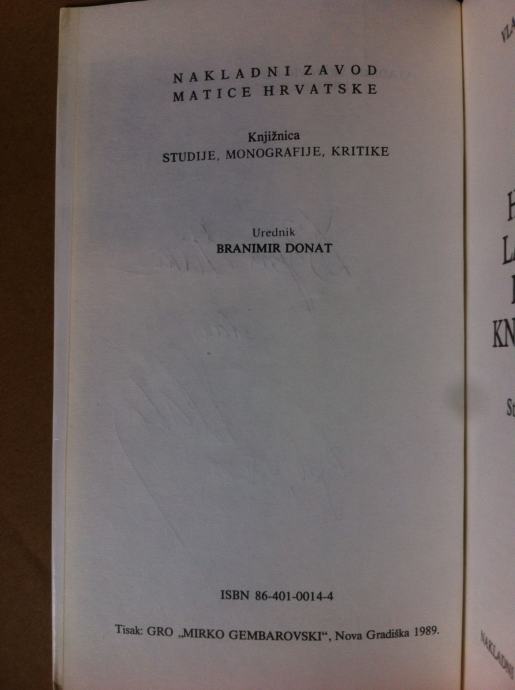 NAKLADNI ZAVOD
MATICE HRVATSKE
Knjižnica
STUDIJE, MONOGRAFIJE, KRITIKE
Urednik
BRANIMIR DONAT
ISBN 86-401-0014-4
Tisak: GRO „MIRKO GEMBAROVSKI", Nova Gradiška 1989.
NAKLADNI